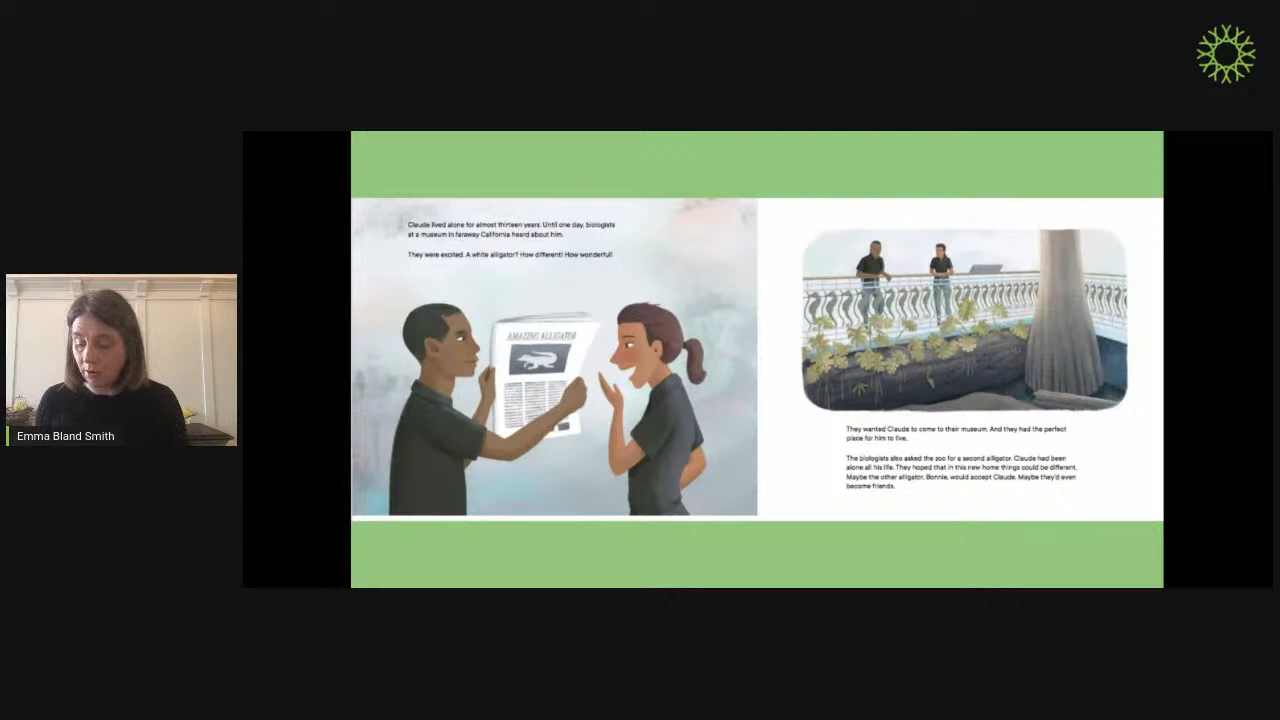 Claude lived alone for almost thirteen years. Until one day, biologists
at a museum in faraway California heard about him.
They were excited. A white alligator? How different! How wonderful!
AMAZING ALLIGATOR
They wanted Claude to come to their museum. And they had the perfect
place for him to live.
The biologists also asked the zoo for a second alligator. Claude had been
alone all his life. They hoped that in this new home things could be different.
Maybe the other alligator, Bonnie, would accept Claude. Maybe they'd even
become friends.
Emma Bland Smith